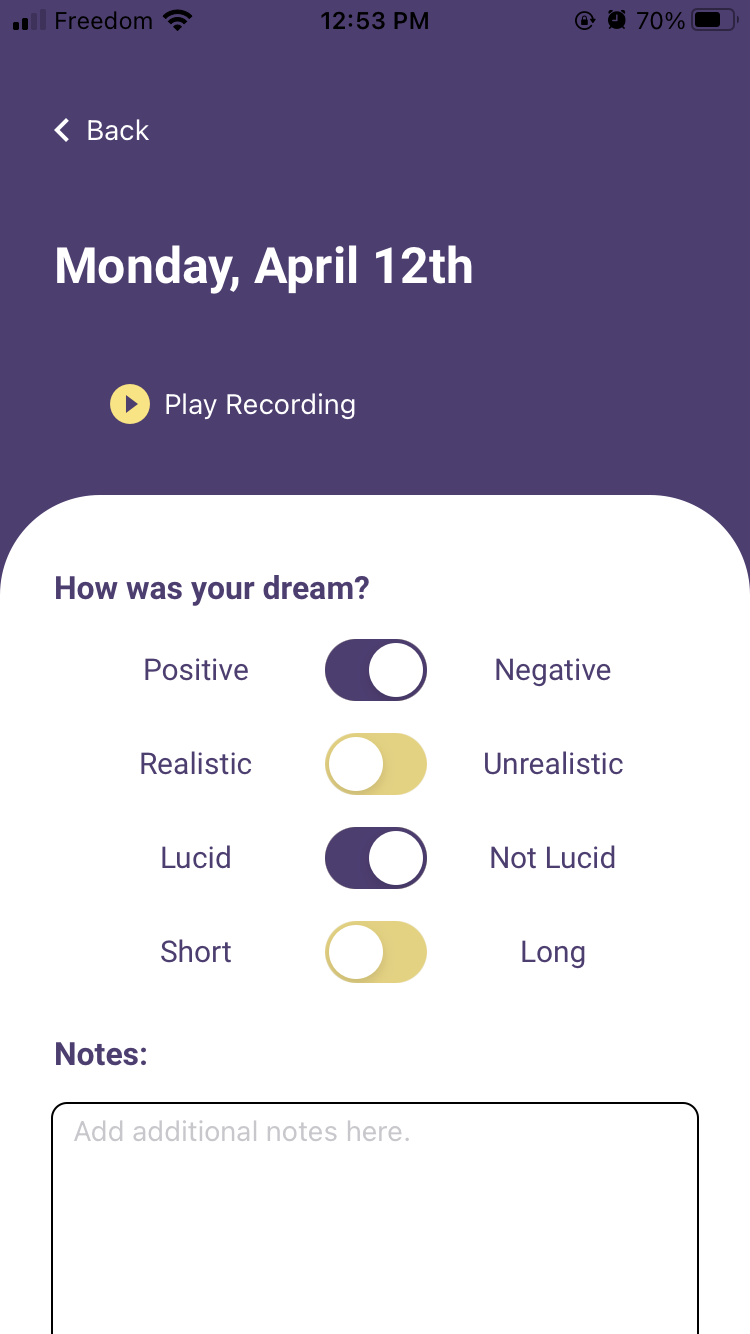 Freedom 12:53 PM 70%
Back
Monday, April 12th
Play Recording
How was your dream?
Positive Negative
Realistic Unrealistic
Lucid Not Lucid
Short Long
Notes:
Add additional notes here.